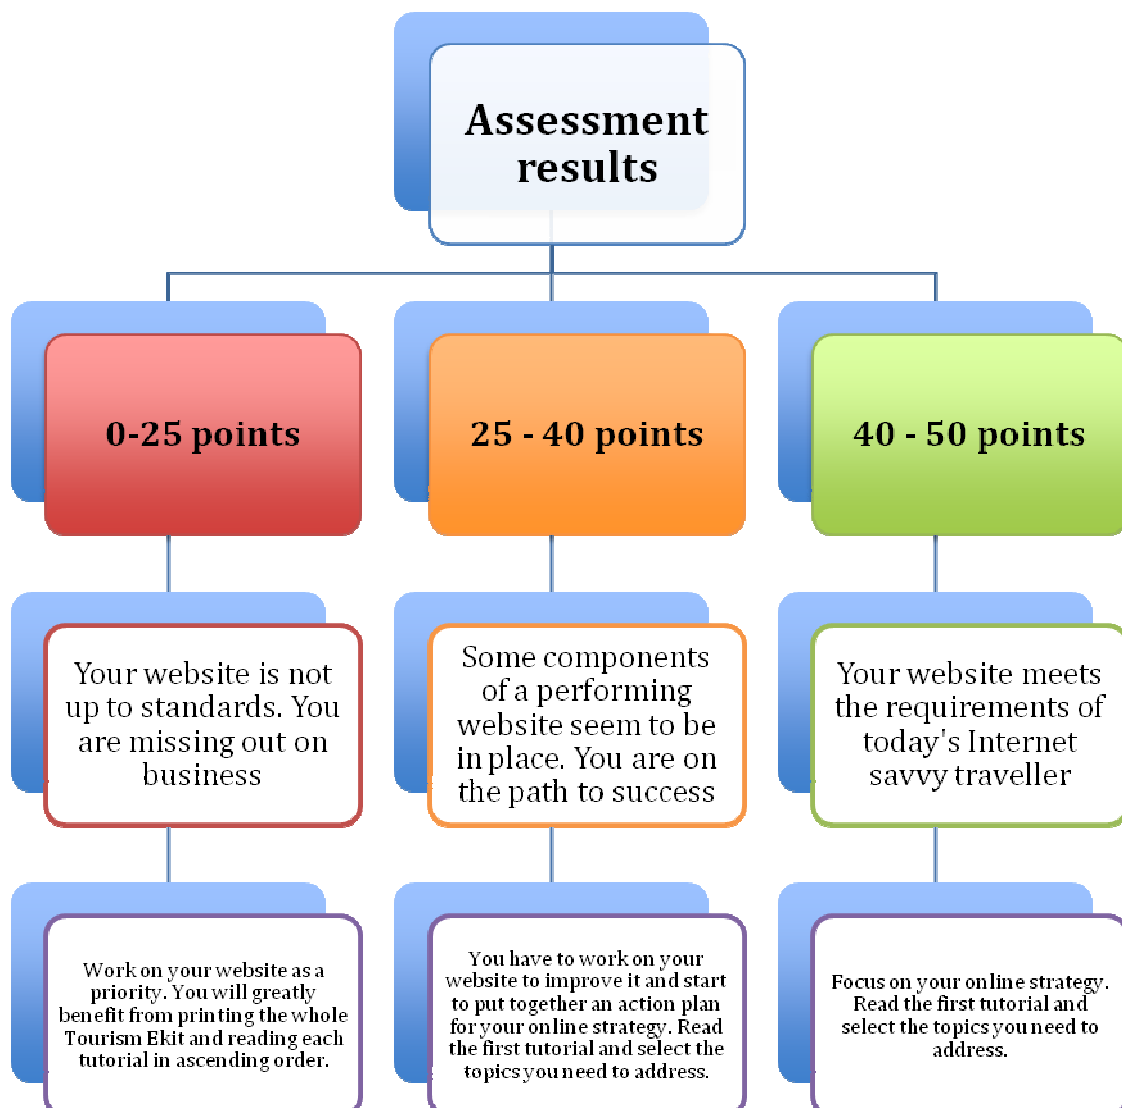 Assessment
results
0-25 points
25 - 40 points
40 - 50 points
Your website is not
up to standards. You
are missing out on
business
Some components
of a performing
website seem to be
in place. You are on
the path to success
Your website meets
the requirements of
today's Internet
savvy traveller
Work on your website as a
priority. You will greatly
benefit from printing the whole
Tourism Ekit and reading each
tutorial in ascending order.
You have to work on your
website to improve it and start
to put together an action plan
for your online strategy. Read
the first tutorial and select the
topics you need to address.
Focus on your online strategy.
Read the first tutorial and
select the topics you need to
address.